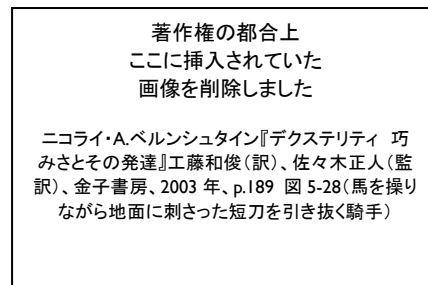 著作権の都合上
ここに挿入されていた
画像を削除しました
ニコライ・A.ベルンシュタイン『デクステリティ 巧
みさとその発達』工藤和俊(訳)、佐々木正人(監
訳)、金子書房、2003 年、p.189 図 5-28(馬を操り
ながら地面に刺さった短刀を引き抜く騎手)